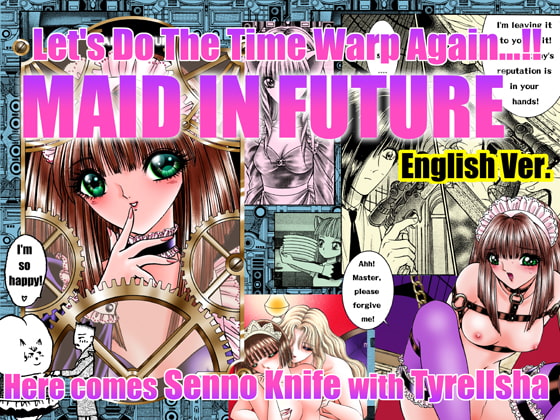 Let's Do The Time Warp Again...!!
MAID IN FUTURE
English Ver.
I'm leaving it
reputation is
in your
hands!
....
I'm
so
happy!
Ahh!
Master,
please
forgive
me!
Here comes Senno Knife with Tyrellsha